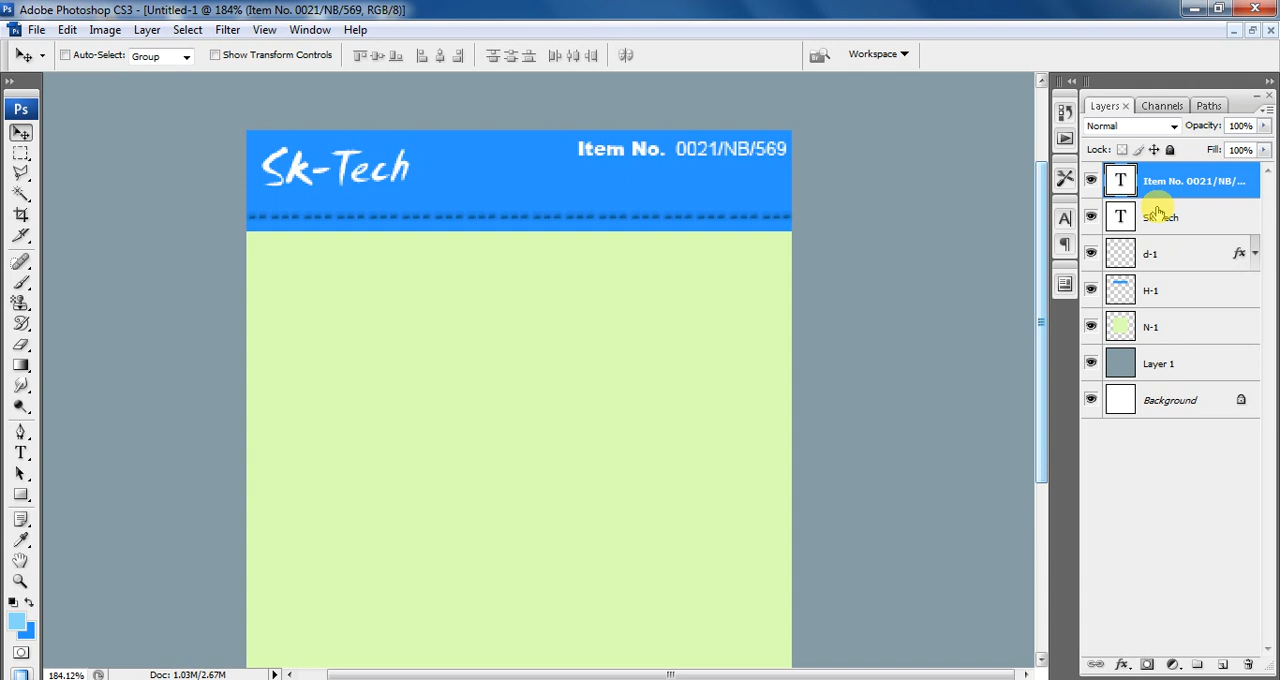 Adobe Photoshop CS3 - [Untitled-1 @ 184% (Item No. 0021/NB/569, RGB/8)]
File Edit Image Layer Select Filter View Window Help
Auto-Select: Group Show Transform Controls Workspace
Ps
Layers Channels Paths
Normal Opacity: 100%
Lock: Fill: 100%
Sk-Tech
Item No. 0021/NB/569
T Item No. 0021/NB/...
T Sk-Tech
d-1 fx
H-1
N-1
Layer 1
Background
184.12% Doc: 1.03M/2.67M